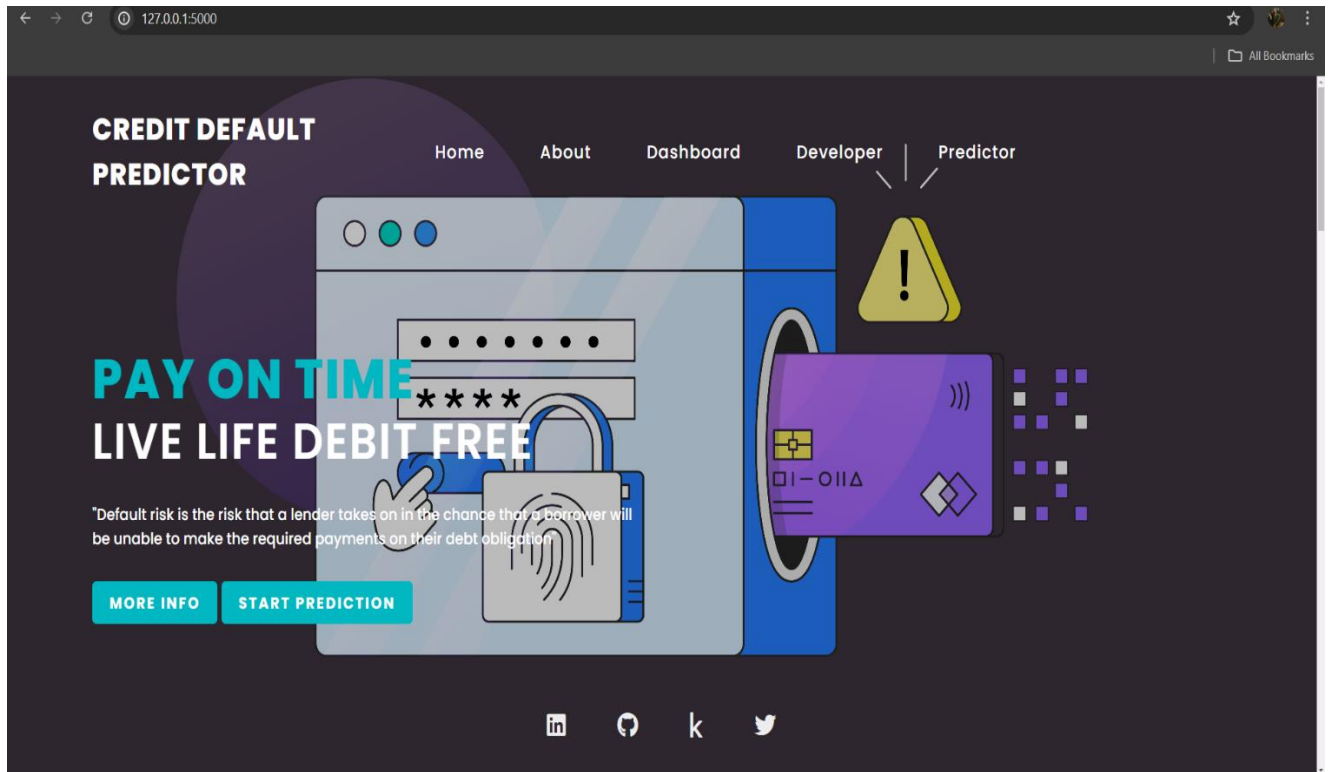 127.0.0.1:5000
All Bookmarks
CREDIT DEFAULT
PREDICTOR
Home About Dashboard Developer Predictor
PAY ON TIME
LIVE LIFE DEBIT FREE
"Default risk is the risk that a lender takes on in the chance that a borrower will
be unable to make the required payments on their debt obligation"
MORE INFO START PREDICTION